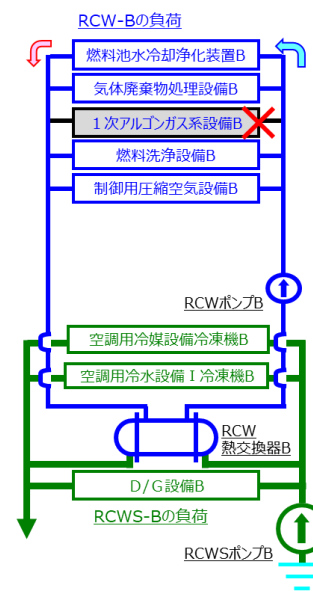 RCW-Bの負荷
燃料池水冷却浄化装置B
気体廃棄物処理設備B
１次アルゴンガス系設備B
燃料洗浄設備B
制御用圧縮空気設備B
RCWポンプB
空調用冷媒設備冷凍機B
空調用冷水設備Ⅰ冷凍機B
RCW
熱交換器B
D/G設備B
RCWS-Bの負荷
RCWSポンプB